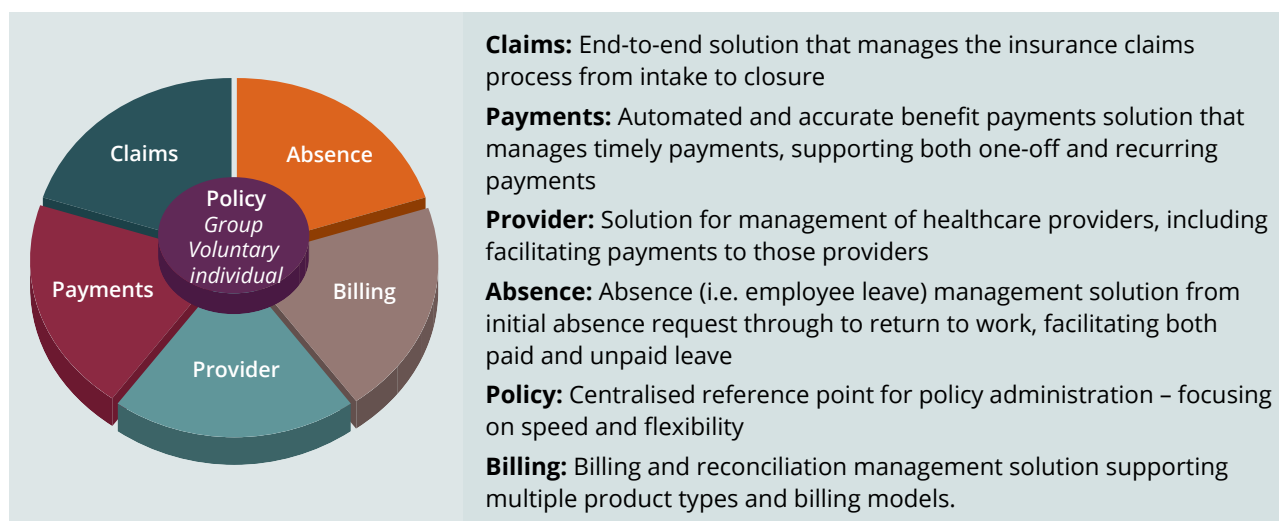 Claims
Absence
Policy
Group
Voluntary
individual
Payments
Billing
Provider
Claims: End-to-end solution that manages the insurance claims
process from intake to closure
Payments: Automated and accurate benefit payments solution that
manages timely payments, supporting both one-off and recurring
payments
Provider: Solution for management of healthcare providers, including
facilitating payments to those providers
Absence: Absence (i.e. employee leave) management solution from
initial absence request through to return to work, facilitating both
paid and unpaid leave
Policy: Centralised reference point for policy administration – focusing
on speed and flexibility
Billing: Billing and reconciliation management solution supporting
multiple product types and billing models.